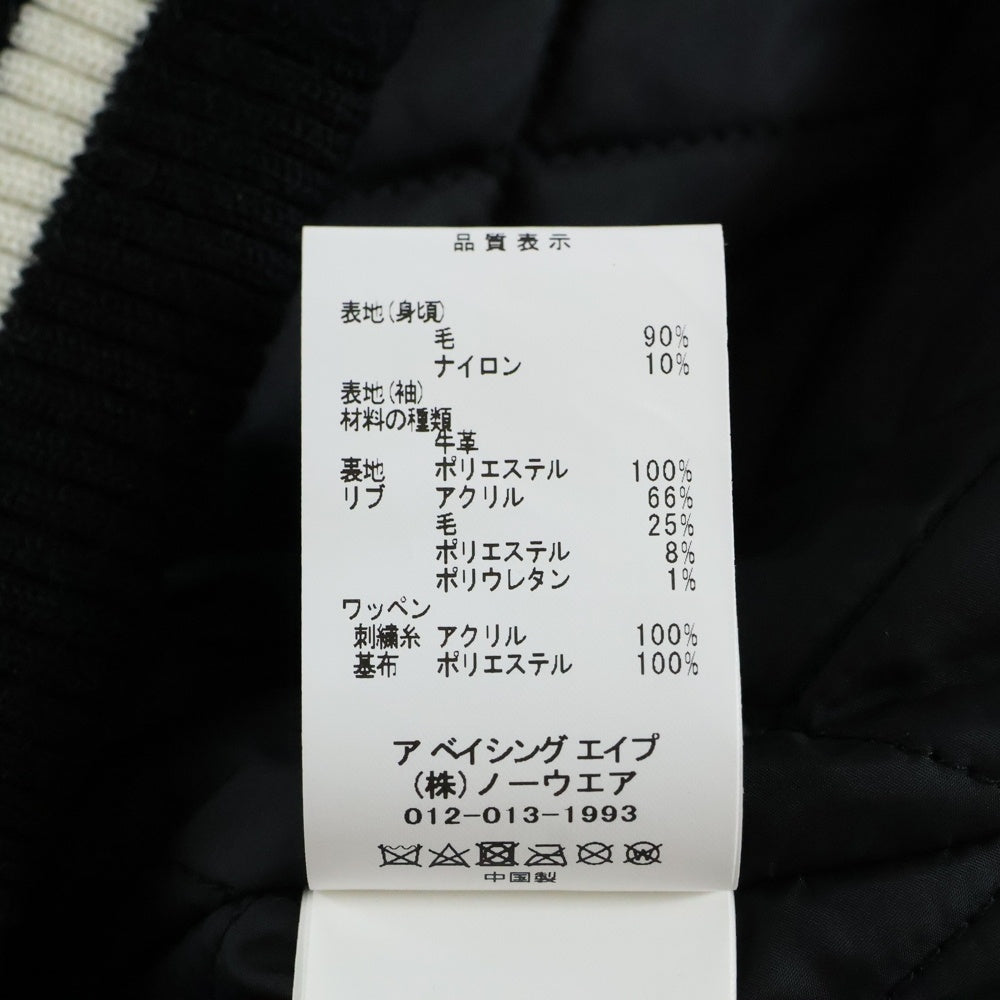 品質表示
表地(身頃)
毛 90%
ナイロン 10%
表地(袖)
材料の種類
牛革
裏地 ポリエステル 100%
リブ アクリル 66%
毛 25%
ポリエステル 8%
ポリウレタン 1%
ワッペン
刺繍糸 アクリル 100%
基布 ポリエステル 100%
ア ベイシング エイプ
(株)ノーウエア
012-013-1993
中国製